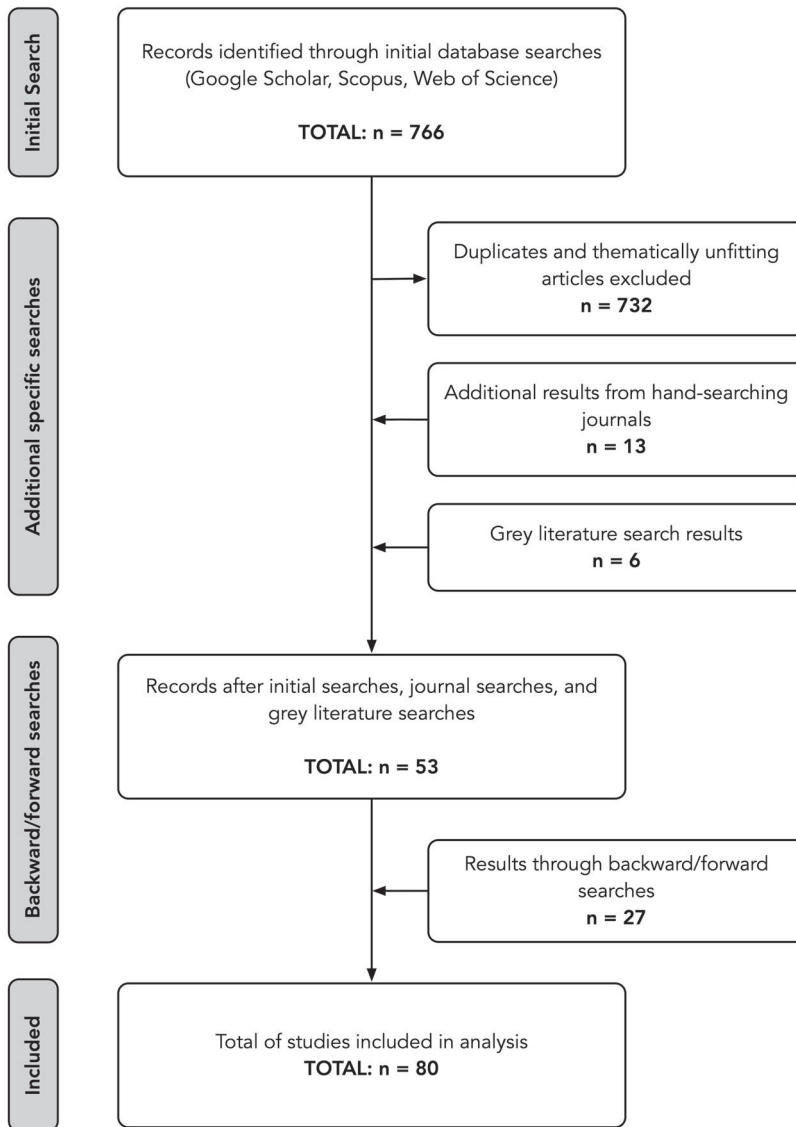 Initial Search
Records identified through initial database searches
(Google Scholar, Scopus, Web of Science)
TOTAL: n = 766
Additional specific searches
Duplicates and thematically unfitting
articles excluded
n = 732
Additional results from hand-searching
journals
n = 13
Grey literature search results
n = 6
Backward/forward searches
Records after initial searches, journal searches, and
grey literature searches
TOTAL: n = 53
Results through backward/forward
searches
n = 27
Included
Total of studies included in analysis
TOTAL: n = 80